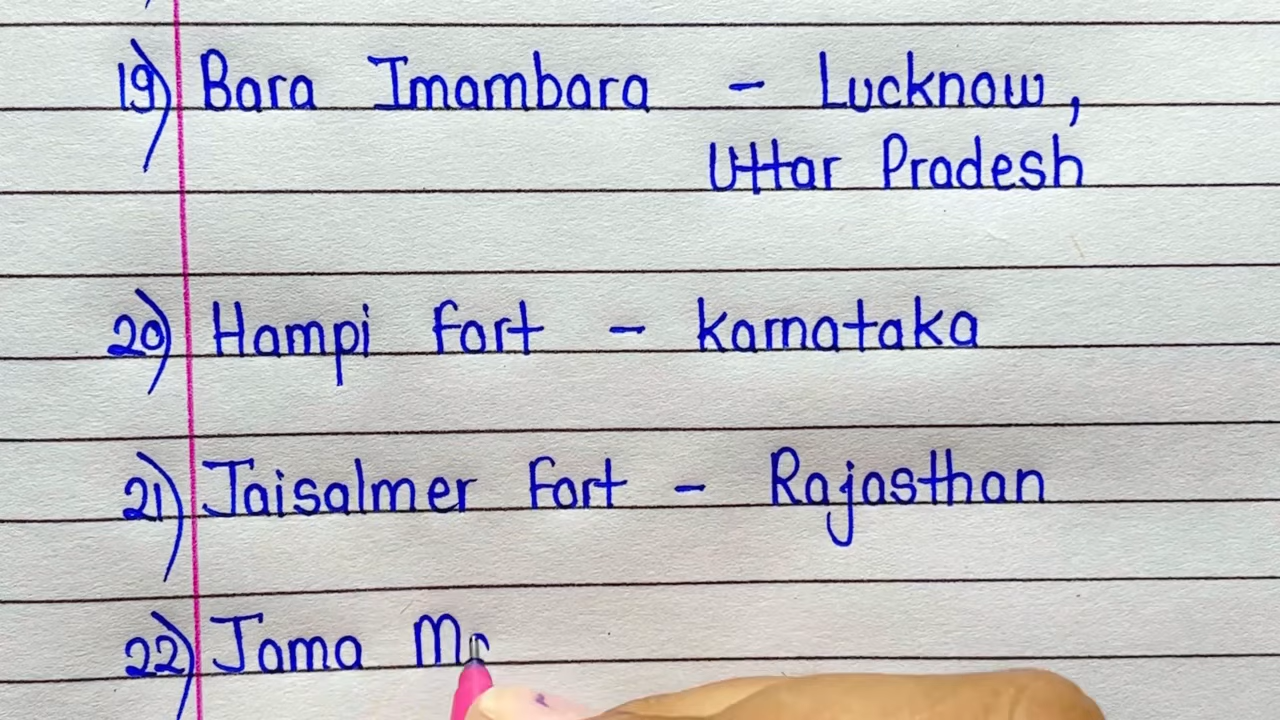 19) Bara Imambara - Lucknow,
Uttar Pradesh
20) Hampi Fort - Karnataka
21) Jaisalmer Fort - Rajasthan
22) Jama